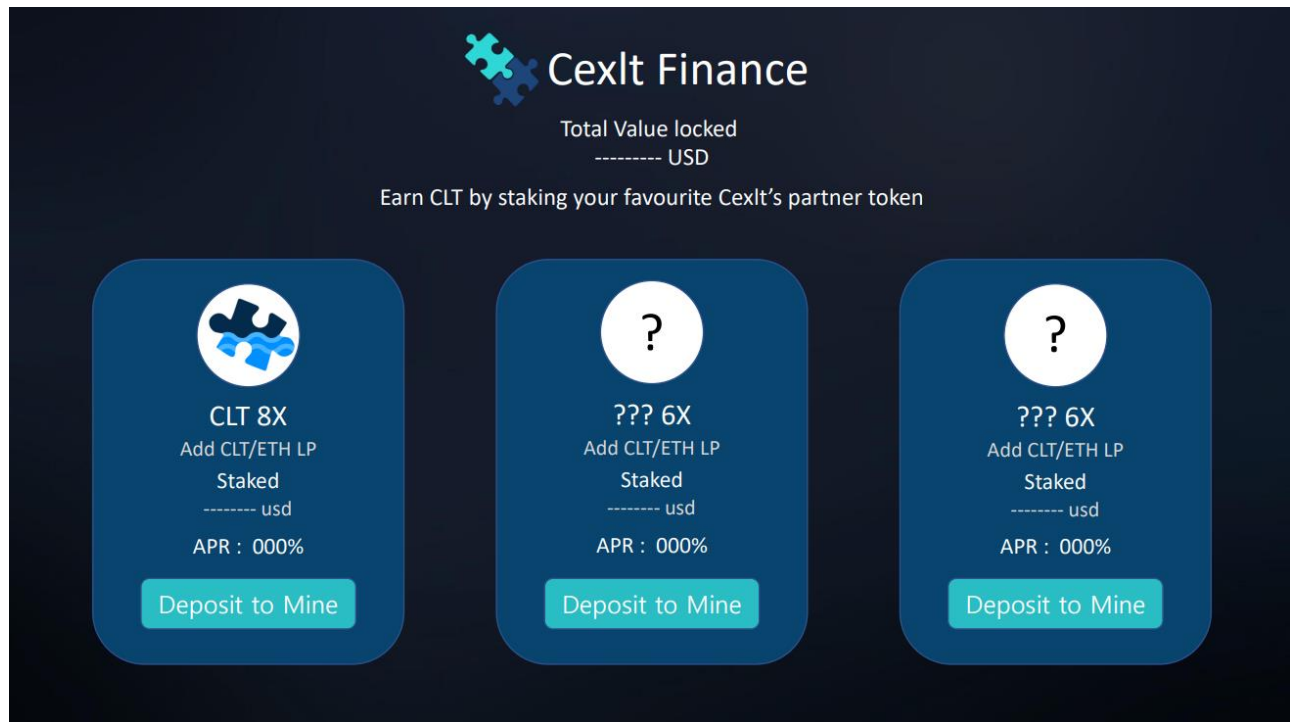 Cexlt Finance
Total Value locked
--------- USD
Earn CLT by staking your favourite Cexlt’s partner token
CLT 8X
Add CLT/ETH LP
Staked
-------- usd
APR : 000%
Deposit to Mine
?
??? 6X
Add CLT/ETH LP
Staked
-------- usd
APR : 000%
Deposit to Mine
?
??? 6X
Add CLT/ETH LP
Staked
-------- usd
APR : 000%
Deposit to Mine